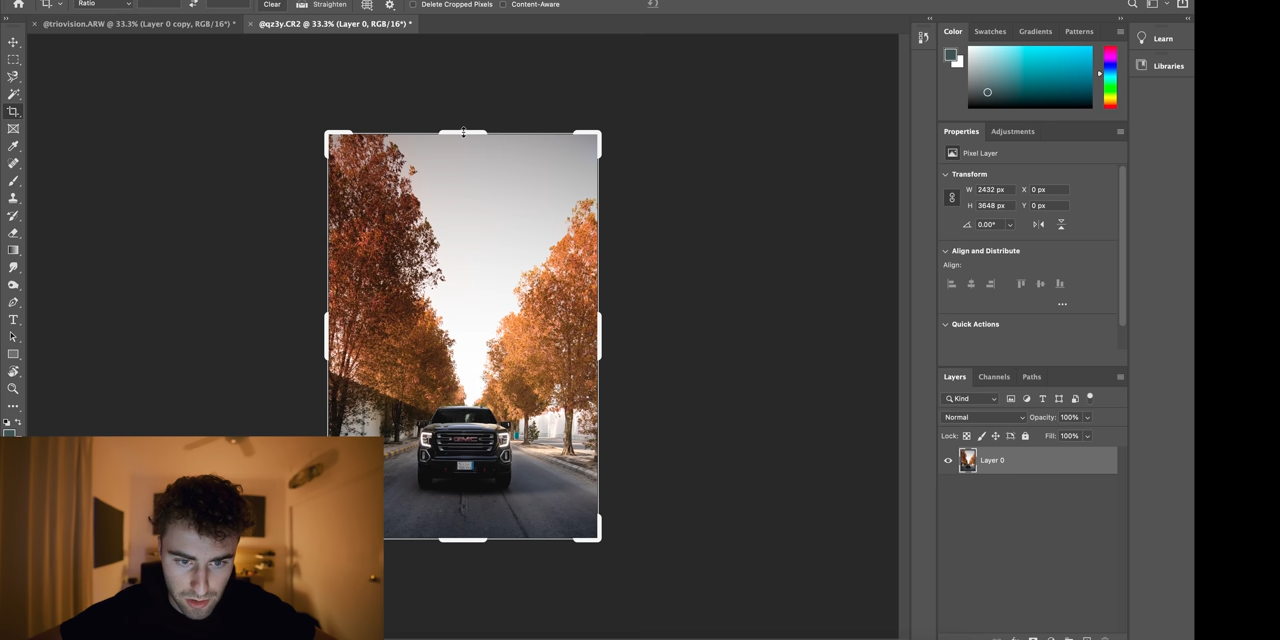 Ratio
Clear
Straighten
Delete Cropped Pixels
Content-Aware
@triovision.ARW @ 33.3% (Layer 0 copy, RGB/16*) *
@qz3y.CR2 @ 33.3% (Layer 0, RGB/16*) *
Color
Swatches
Gradients
Patterns
Learn
Libraries
Properties
Adjustments
Pixel Layer
Transform
W 2432 px X 0 px
H 3648 px Y 0 px
0.00°
Align and Distribute
Align:
Quick Actions
Layers
Channels
Paths
Kind
Normal
Opacity: 100%
Lock:
Fill: 100%
Layer 0
GMC